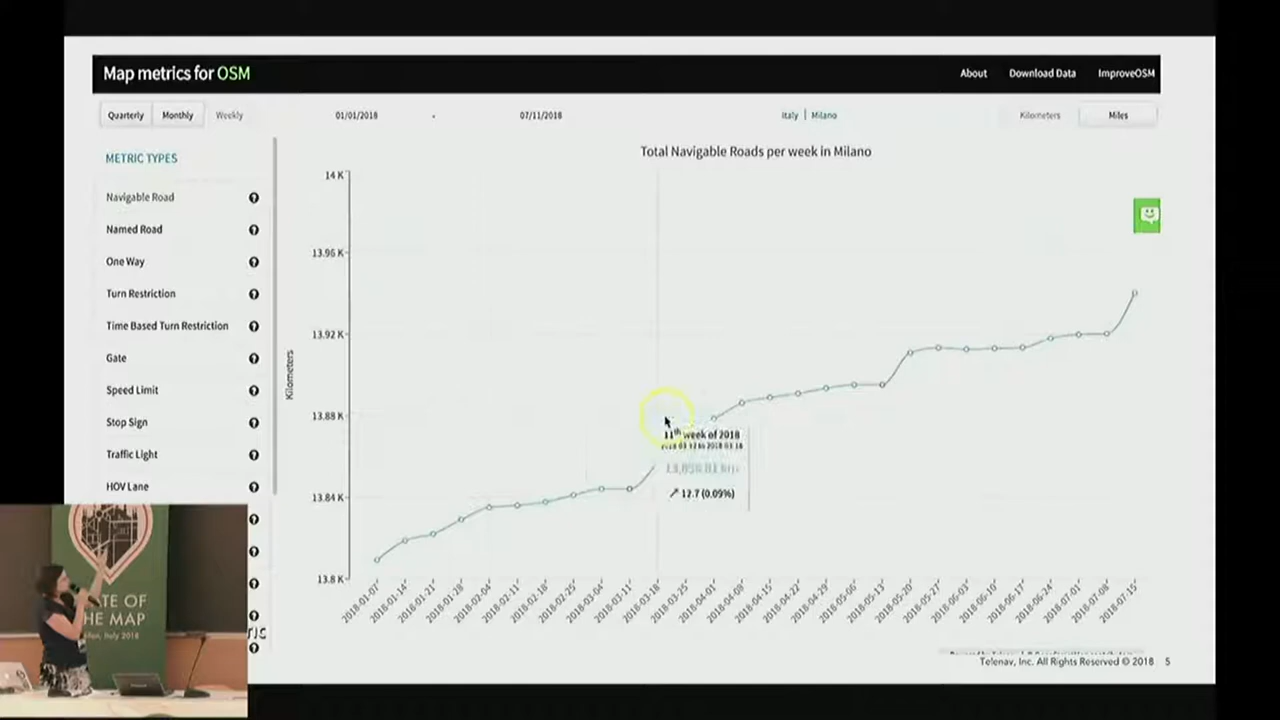 Map metrics for OSM
About Download Data ImproveOSM
Quarterly Monthly Weekly 01/01/2018 - 07/11/2018 Italy | Milano Kilometers Miles
METRIC TYPES
Navigable Road
Named Road
One Way
Turn Restriction
Time Based Turn Restriction
Gate
Speed Limit
Stop Sign
Traffic Light
HOV Lane
Total Navigable Roads per week in Milano
14 K
13.96 K
13.92 K
13.88 K
13.84 K
13.8 K
Kilometers
11th week of 2018
12.7 (0.09%)
2018-01-07 2018-01-14 2018-01-21 2018-01-28 2018-02-04 2018-02-11 2018-02-18 2018-02-25 2018-03-04 2018-03-11 2018-03-18 2018-03-25 2018-04-01 2018-04-08 2018-04-15 2018-04-22 2018-04-29 2018-05-06 2018-05-13 2018-05-20 2018-05-27 2018-06-03 2018-06-10 2018-06-17 2018-06-24 2018-07-01 2018-07-08 2018-07-15
Telenav, Inc. All Rights Reserved © 2018 5
ATE OF
HE MAP
Italy 2018